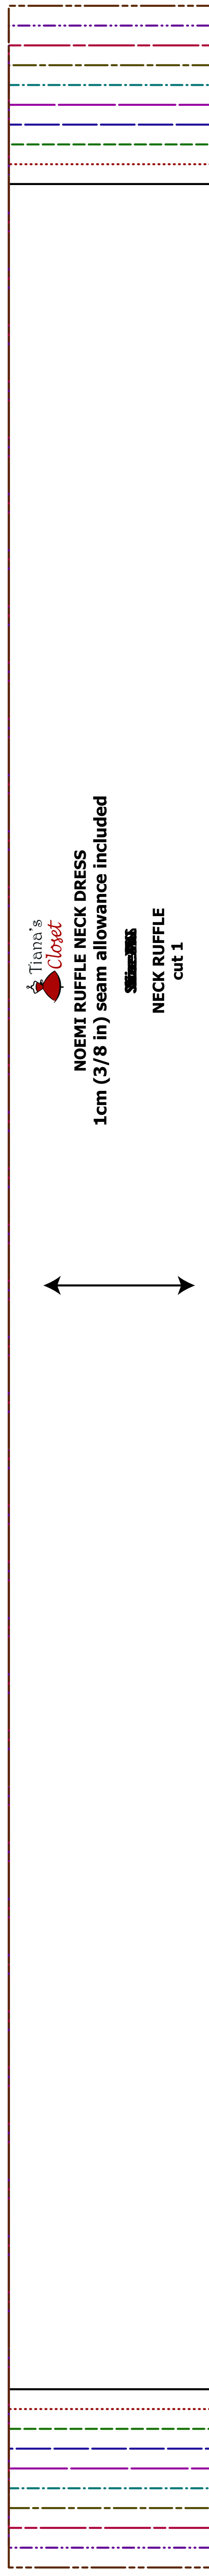 Tiana's
Closet
NOEMI RUFFLE NECK DRESS
1cm (3/8 in) seam allowance included
NECK RUFFLE
cut 1